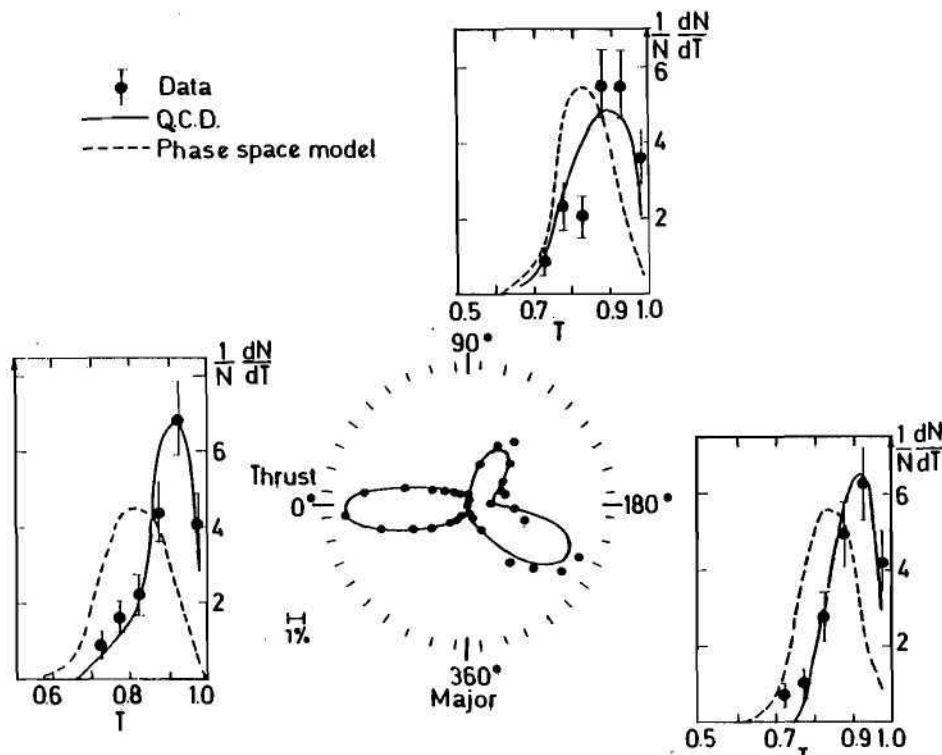 1/N dN/dT
6
4
2
0.5 0.7 0.9 1.0
T
Data
Q.C.D.
Phase space model
1/N dN/dT
6
4
2
0.6 0.8 1.0
T
90°
Thrust
0°
180°
360°
Major
1%
1/N dN/dT
6
4
2
0.5 0.7 0.9 1.0
T